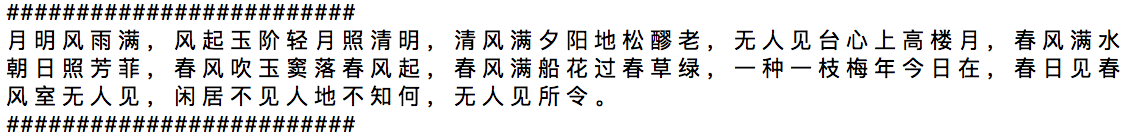 #########################
月明风雨满，风起玉阶轻月照清明，清风满夕阳地松醪老，无人见台心上高楼月，春风满水
朝日照芳菲，春风吹玉窦落春风起，春风满船花过春草绿，一种一枝梅年今日在，春日见春
风室无人见，闲居不见人地不知何，无人见所令。
#########################